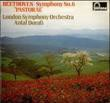 BEETHOVEN · Symphony No.6
'PASTORAL'
London Symphony Orchestra
Antal Dorati